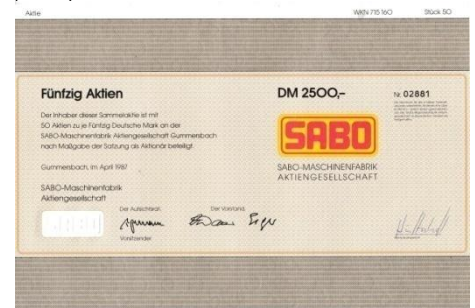 Aktie
WKN 715 160
Stück 50
Fünfzig Aktien
DM 2500,–
Nr. 02881
Der Inhaber dieser Sammelaktie ist mit
50 Aktien zu je Fünfzig Deutsche Mark an der
SABO-Maschinenfabrik Aktiengesellschaft Gummersbach
nach Maßgabe der Satzung als Aktionär beteiligt.
SABO
Gummersbach, im April 1987
SABO-MASCHINENFABRIK
AKTIENGESELLSCHAFT
SABO-Maschinenfabrik
Aktiengesellschaft
Der Aufsichtsrat:
Der Vorstand:
Vorsitzender